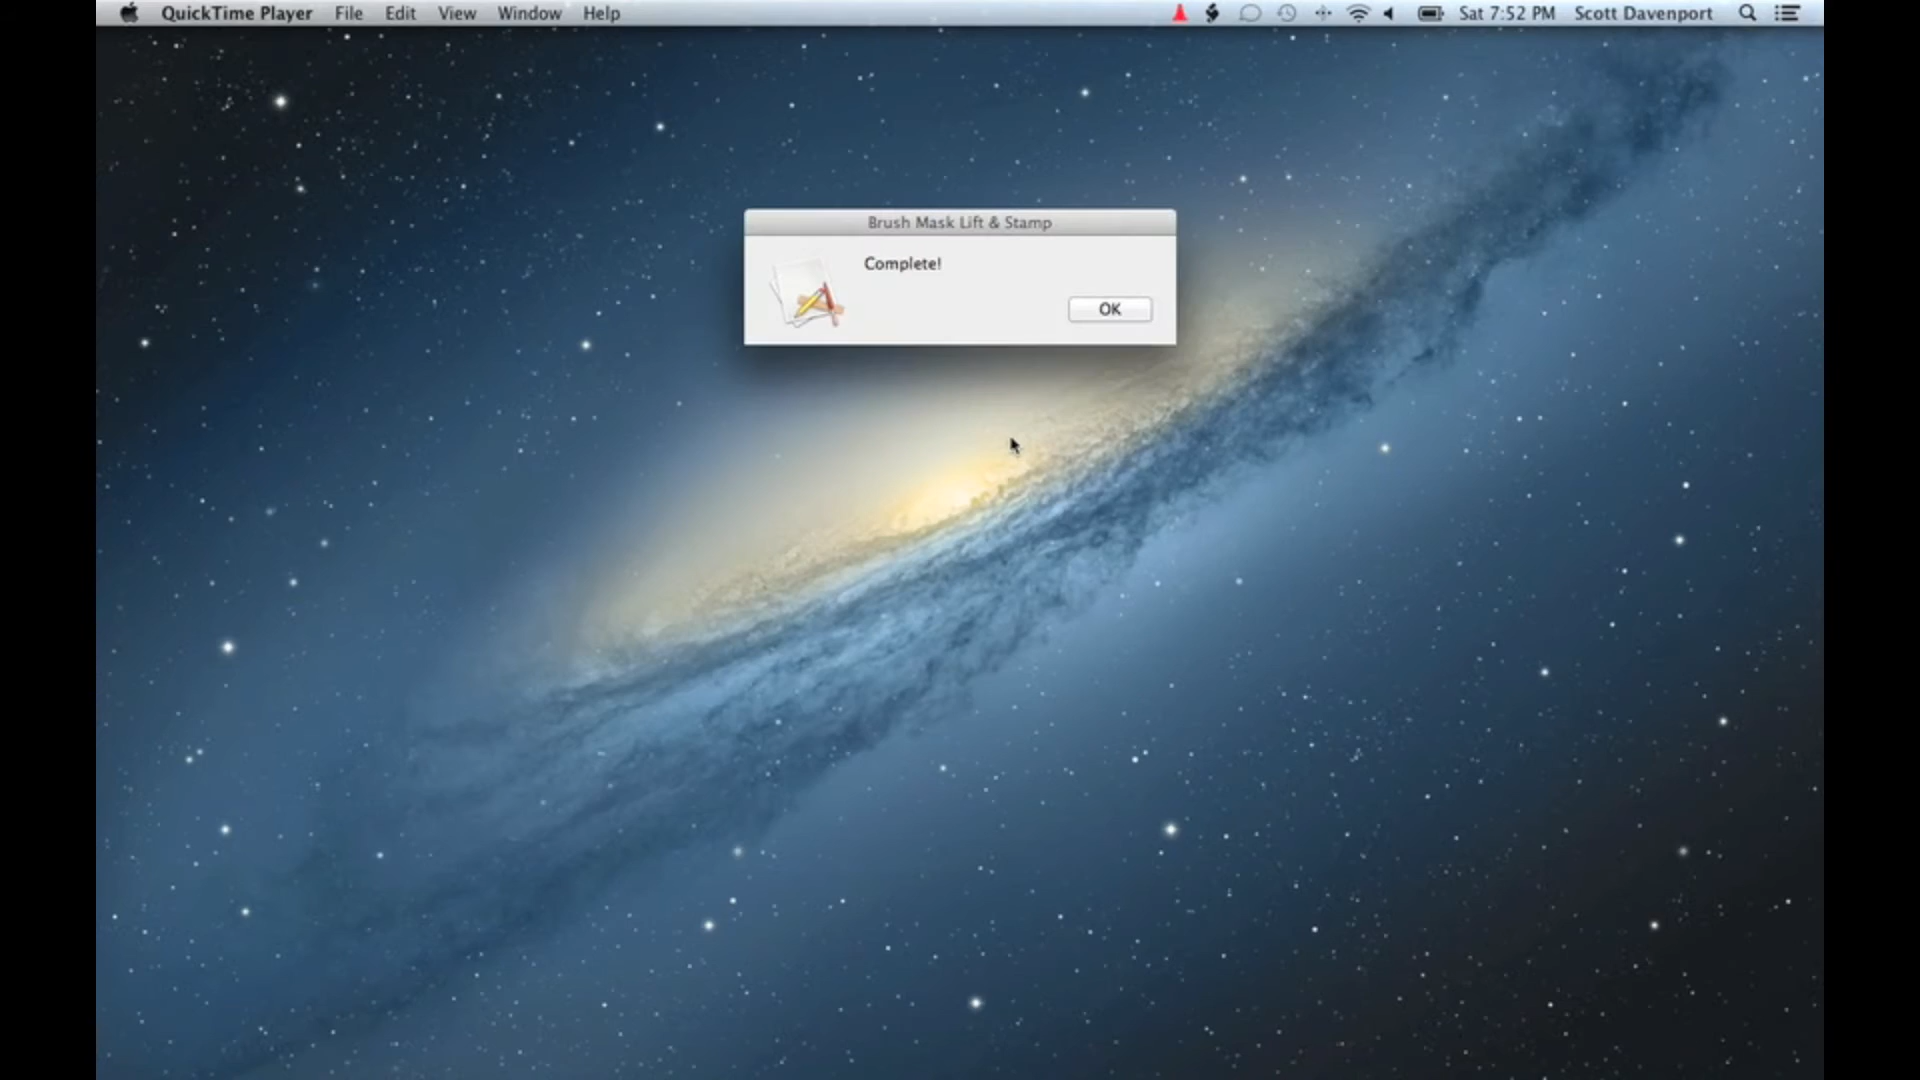 QuickTime Player File Edit View Window Help Sat 7:52 PM Scott Davenport
Brush Mask Lift & Stamp
Complete!
OK